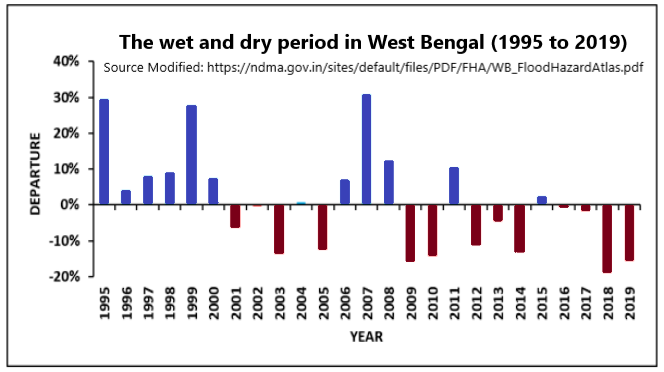 The wet and dry period in West Bengal (1995 to 2019)
Source Modified: https://ndma.gov.in/sites/default/files/PDF/FHA/WB_FloodHazardAtlas.pdf
40%
30%
20%
10%
0%
-10%
-20%
DEPARTURE
1995 1996 1997 1998 1999 2000 2001 2002 2003 2004 2005 2006 2007 2008 2009 2010 2011 2012 2013 2014 2015 2016 2017 2018 2019
YEAR